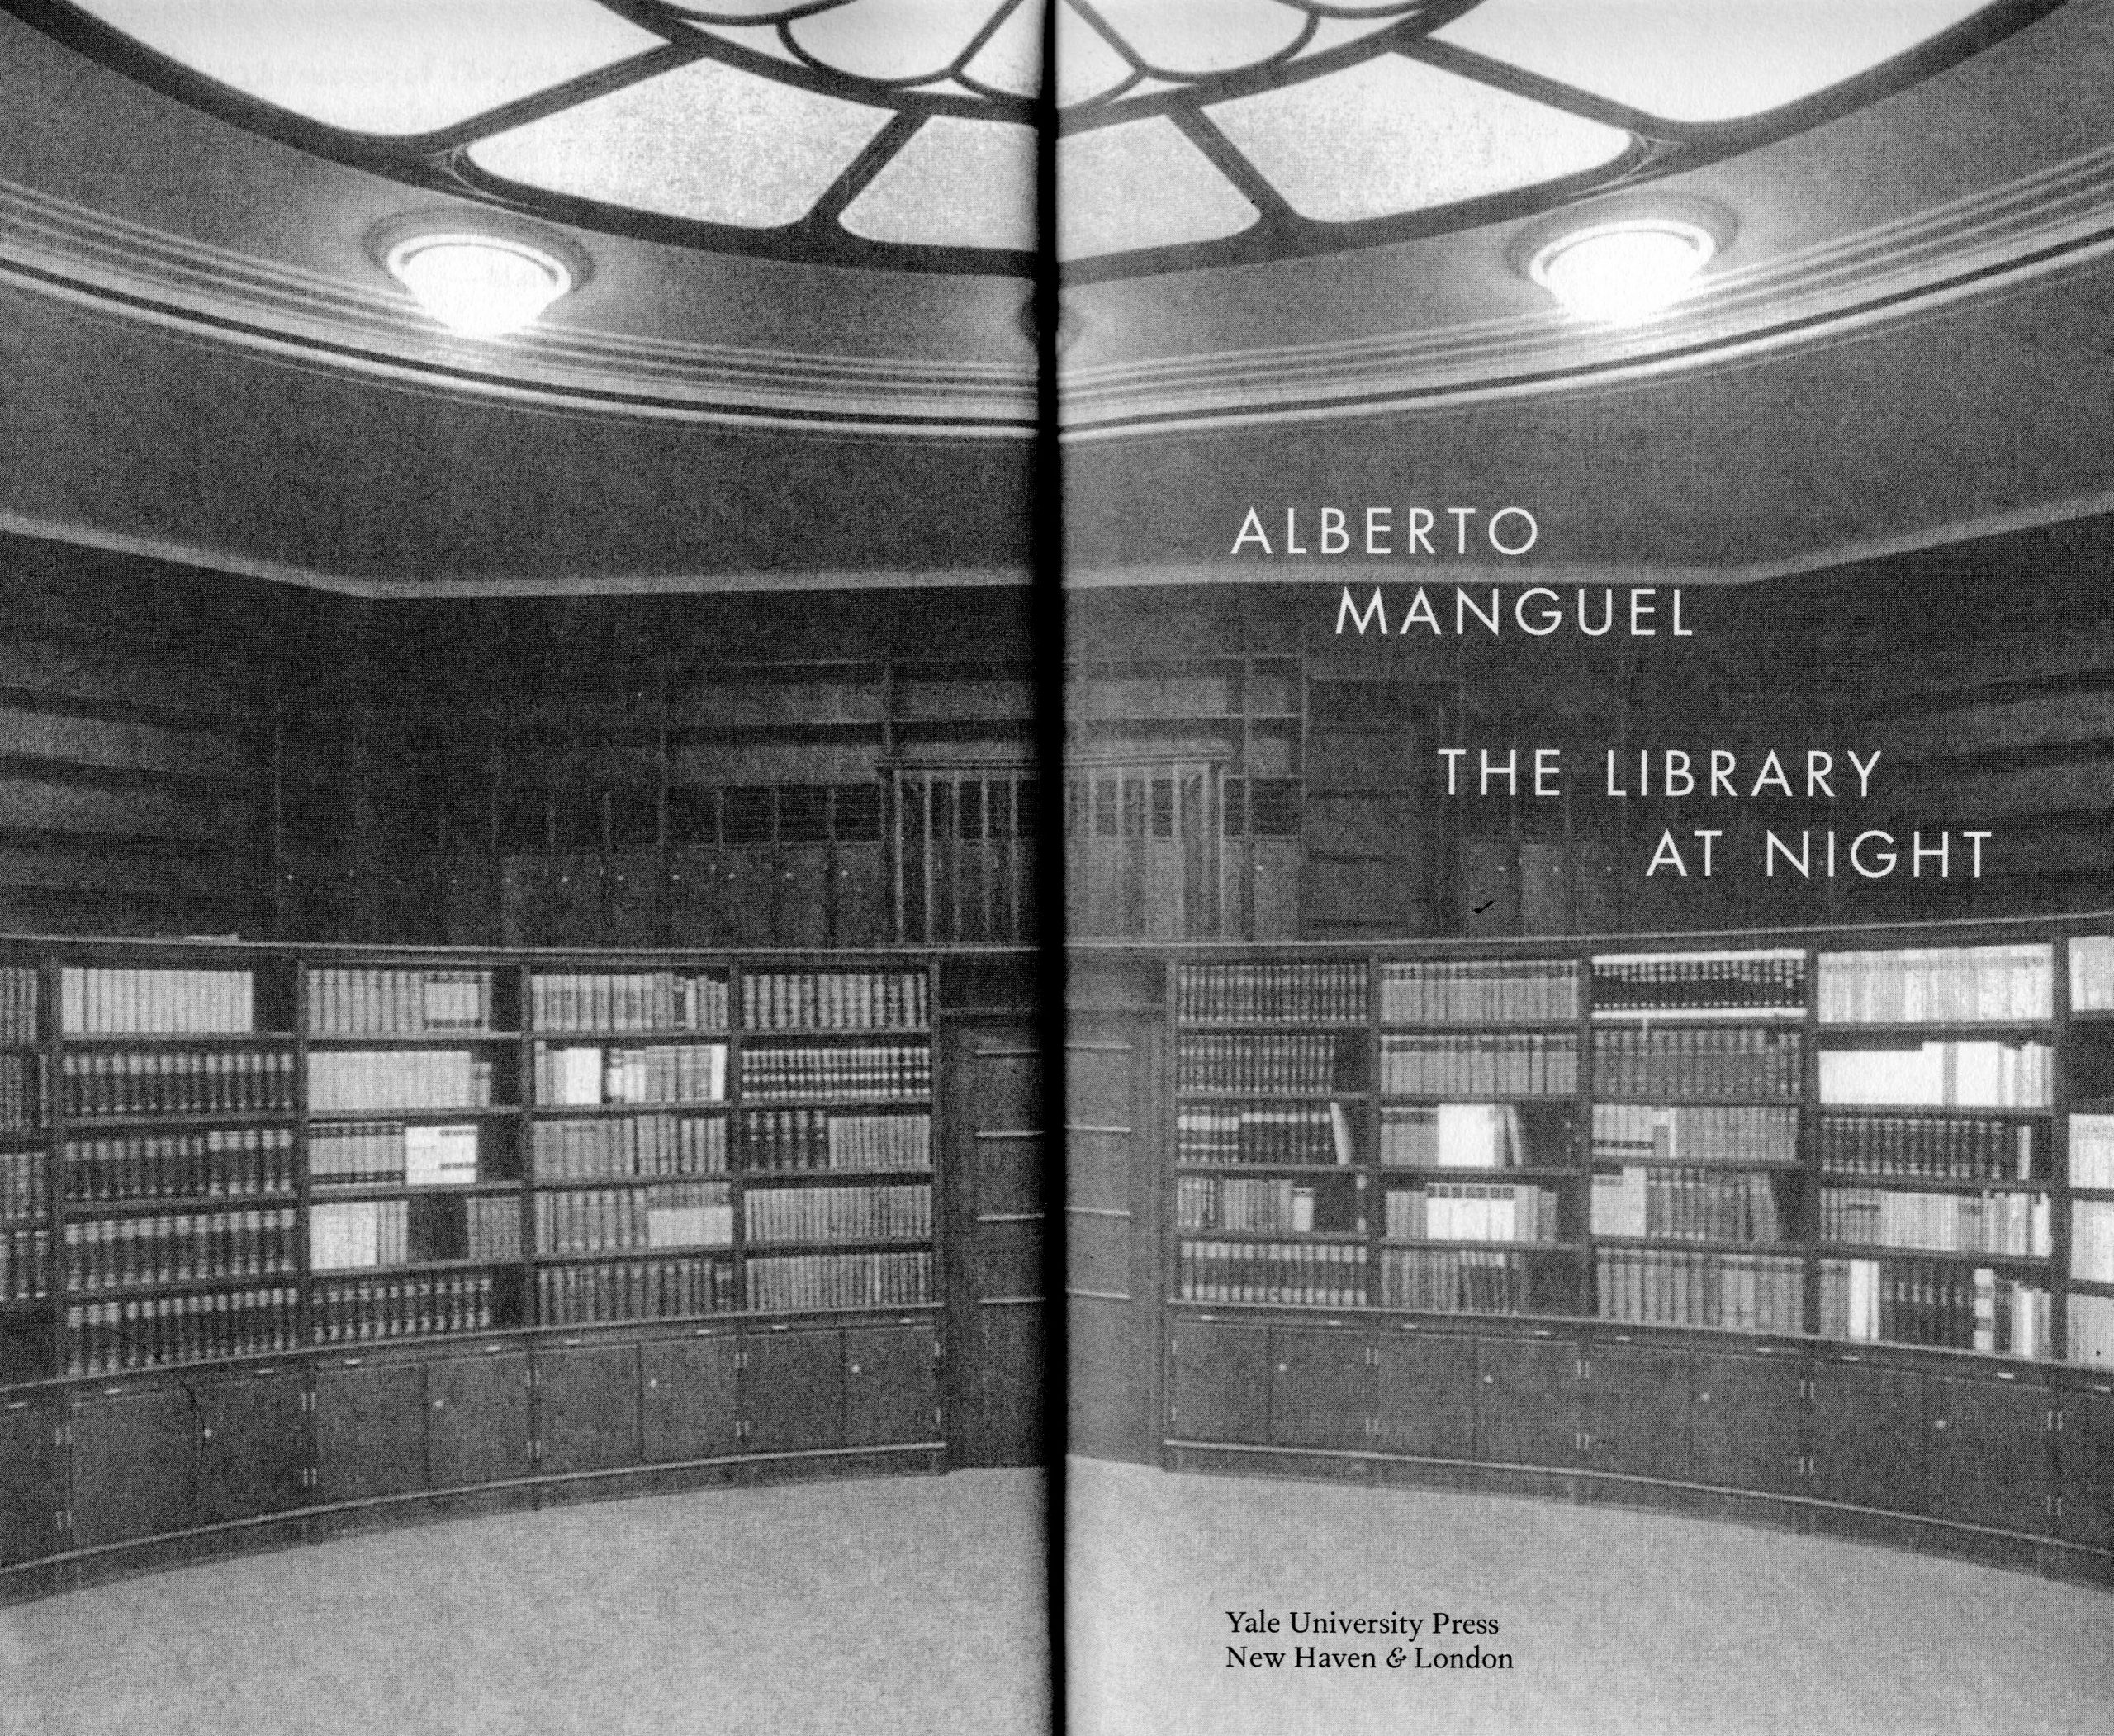 ALBERTO
MANGUEL
THE LIBRARY
AT NIGHT
Yale University Press
New Haven & London